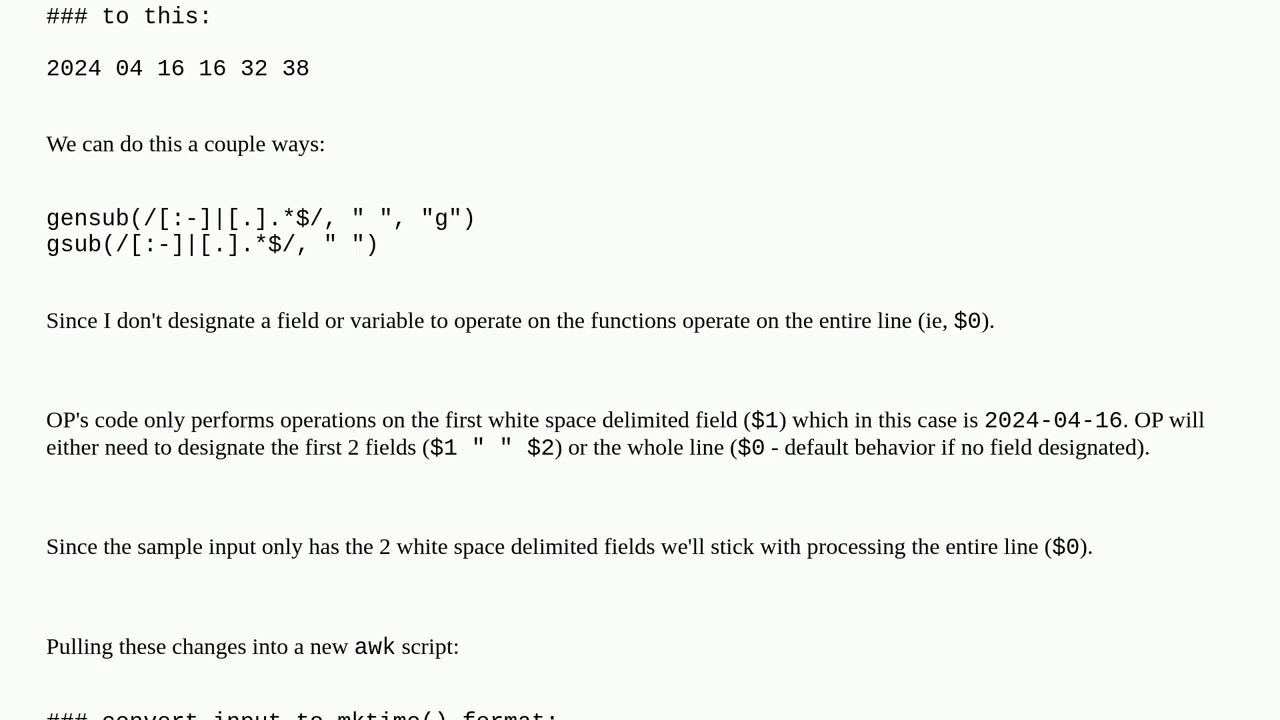 ### to this:
2024 04 16 16 32 38
We can do this a couple ways:
gensub(/[:-]|[.].*$/, " ", "g")
gsub(/[:-]|[.].*$/, " ")
Since I don't designate a field or variable to operate on the functions operate on the entire line (ie, $0).
OP's code only performs operations on the first white space delimited field ($1) which in this case is 2024-04-16. OP will
either need to designate the first 2 fields ($1 " " $2) or the whole line ($0 - default behavior if no field designated).
Since the sample input only has the 2 white space delimited fields we'll stick with processing the entire line ($0).
Pulling these changes into a new awk script:
### convert input to mktime() format: